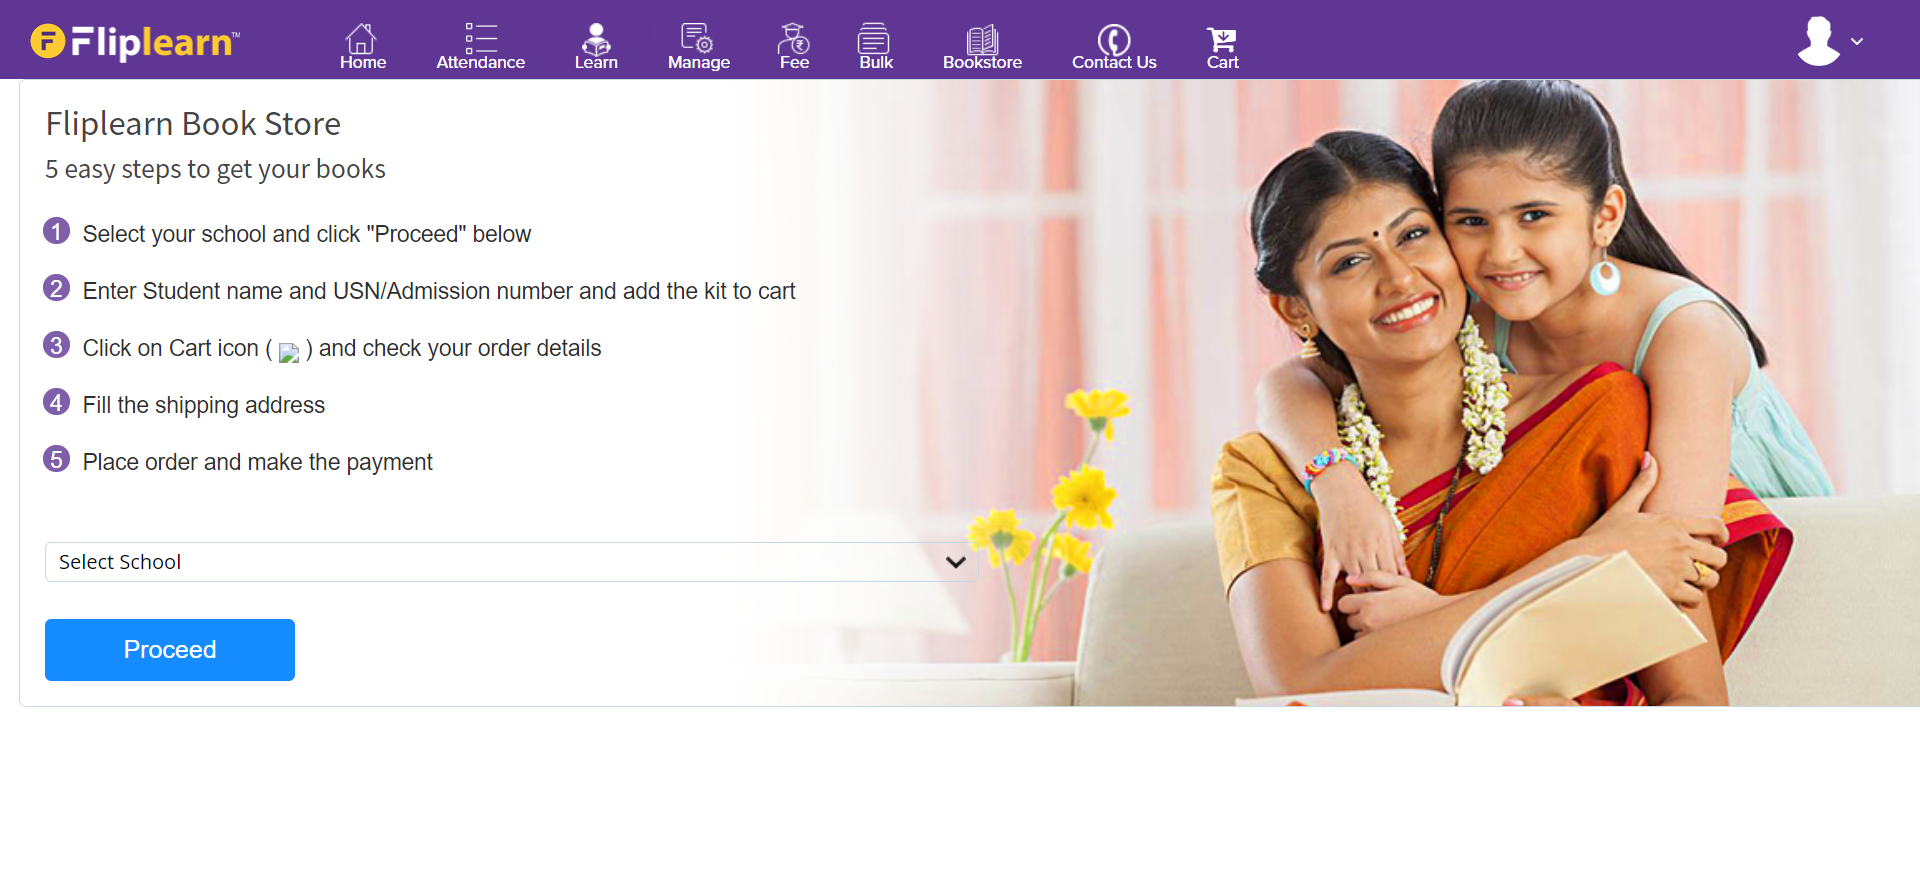 Fliplearn™
Home
Attendance
Learn
Manage
Fee
Bulk
Bookstore
Contact Us
Cart
Fliplearn Book Store
5 easy steps to get your books
1 Select your school and click "Proceed" below
2 Enter Student name and USN/Admission number and add the kit to cart
3 Click on Cart icon ( ) and check your order details
4 Fill the shipping address
5 Place order and make the payment
Select School
Proceed